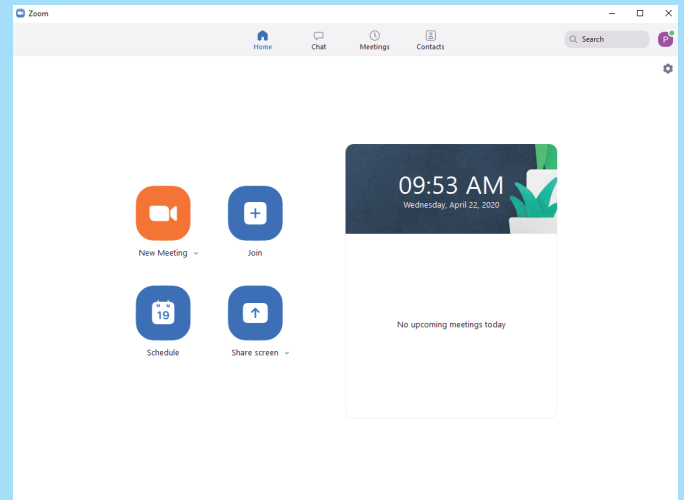 Zoom
Home
Chat
Meetings
Contacts
Search
P
09:53 AM
Wednesday, April 22, 2020
New Meeting
Join
19
Schedule
Share screen
No upcoming meetings today